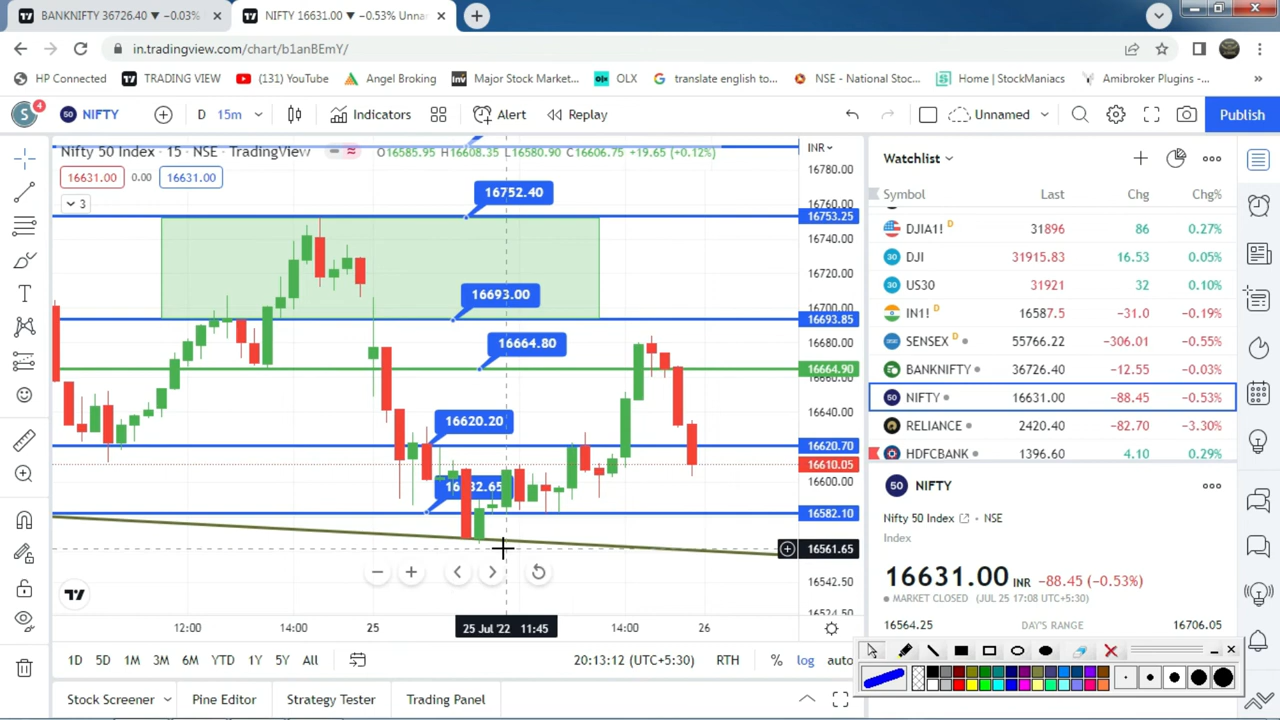 BANKNIFTY 36726.40 ▼ −0.03%
NIFTY 16631.00 ▼ −0.53% Unna
in.tradingview.com/chart/b1anBEmY/
HP Connected
TRADING VIEW
(131) YouTube
Angel Broking
Major Stock Market...
OLX
translate english to...
NSE - National Stoc...
Home | StockManiacs
Amibroker Plugins -...
»
S 4
50 NIFTY
D 15m
Indicators
Alert
Replay
Unnamed
Publish
Nifty 50 Index · 15 · NSE · TradingView
O16585.95 H16608.35 L16580.90 C16606.75 +19.65 (+0.12%)
INR
16631.00 0.00 16631.00
3
16780.00
16760.00
16752.40
16753.25
16740.00
16720.00
16693.00
16700.00
16693.85
16680.00
16664.80
16664.90
16660.00
16640.00
16620.20
16620.70
16610.05
16600.00
16582.10
16561.65
16542.50
16524.50
12:00
14:00
25
25 Jul '22 11:45
14:00
26
1D 5D 1M 3M 6M YTD 1Y 5Y All
20:13:12 (UTC+5:30)
RTH
% log auto
Stock Screener
Pine Editor
Strategy Tester
Trading Panel
Watchlist
Symbol Last Chg Chg%
DJIA1! D 31896 86 0.27%
30 DJI 31915.83 16.53 0.05%
30 US30 31921 32 0.10%
IN1! D 16587.5 −31.0 −0.19%
SENSEX D 55766.22 −306.01 −0.55%
BANKNIFTY 36726.40 −12.55 −0.03%
50 NIFTY 16631.00 −88.45 −0.53%
RELIANCE 2420.40 −82.70 −3.30%
HDFCBANK 1396.60 4.10 0.29%
50 NIFTY
Nifty 50 Index · NSE
Index
16631.00 INR −88.45 (−0.53%)
MARKET CLOSED (JUL 25 17:08 UTC+5:30)
16564.25 DAY'S RANGE 16706.05